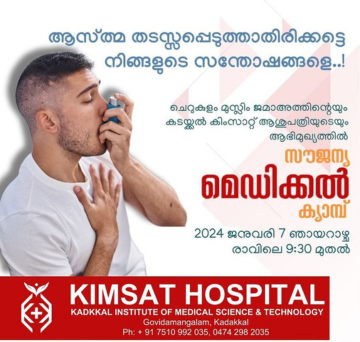 ആസ്ത്മ തടസ്സപ്പെടുത്താതിരിക്കട്ടെ
നിങ്ങളുടെ സന്തോഷങ്ങളെ..!
ചെറുകുളം മുസ്ലിം ജമാഅത്തിന്റെയും
കടയ്ക്കൽ കിംസാറ്റ് ആശുപത്രിയുടെയും
ആഭിമുഖ്യത്തിൽ
സൗജന്യ
മെഡിക്കൽ
ക്യാമ്പ്
2024 ജനുവരി 7 ഞായറാഴ്ച
രാവിലെ 9:30 മുതൽ
KIMSAT HOSPITAL
KADKKAL INSTITUTE OF MEDICAL SCIENCE & TECHNOLOGY
Govidamangalam, Kadakkal
Ph: + 91 7510 992 035, 0474 298 2035